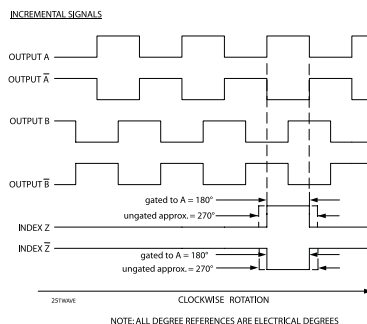 INCREMENTAL SIGNALS
OUTPUT A
OUTPUT A̅
OUTPUT B
OUTPUT B̅
gated to A = 180°
ungated approx. = 270°
INDEX Z
INDEX Z̅
gated to A = 180°
ungated approx. = 270°
25TWAVE
CLOCKWISE ROTATION
NOTE: ALL DEGREE REFERENCES ARE ELECTRICAL DEGREES